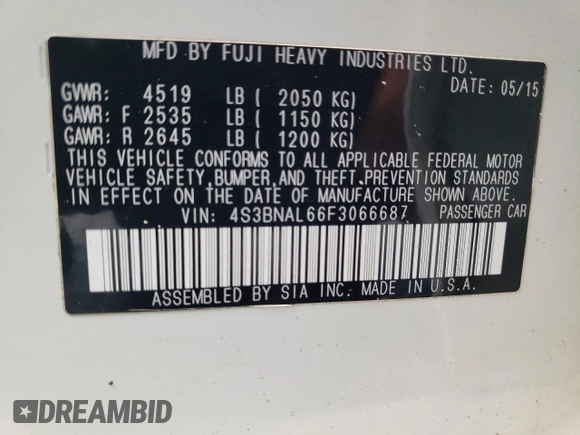 MFD BY FUJI HEAVY INDUSTRIES LTD.
DATE: 05/15
GVWR: 4519 LB ( 2050 KG)
GAWR: F 2535 LB ( 1150 KG)
GAWR: R 2645 LB ( 1200 KG)
THIS VEHICLE CONFORMS TO ALL APPLICABLE FEDERAL MOTOR
VEHICLE SAFETY, BUMPER, AND THEFT PREVENTION STANDARDS
IN EFFECT ON THE DATE OF MANUFACTURE SHOWN ABOVE.
VIN: 4S3BNAL66F3066687 PASSENGER CAR
ASSEMBLED BY SIA INC. MADE IN U.S.A.
DREAMBID